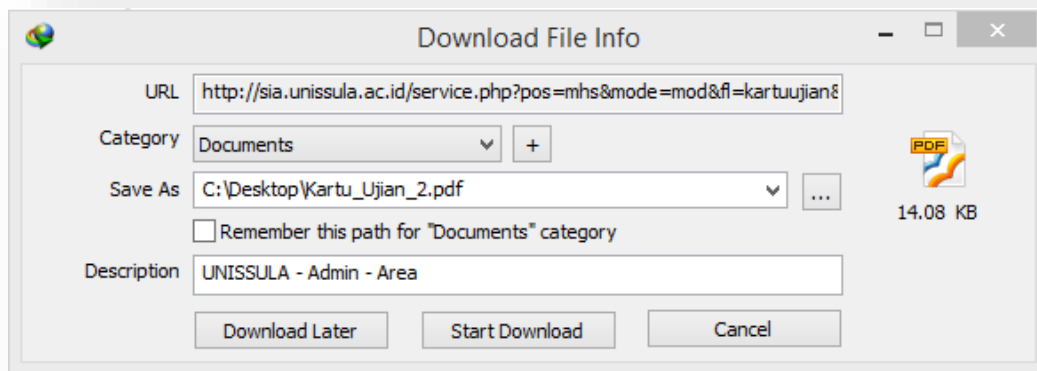 Download File Info
URL http://sia.unissula.ac.id/service.php?pos=mhs&mode=mod&fl=kartuujian&
Category Documents +
PDF
Save As C:\Desktop\Kartu_Ujian_2.pdf ...
14.08 KB
Remember this path for "Documents" category
Description UNISSULA - Admin - Area
Download Later Start Download Cancel